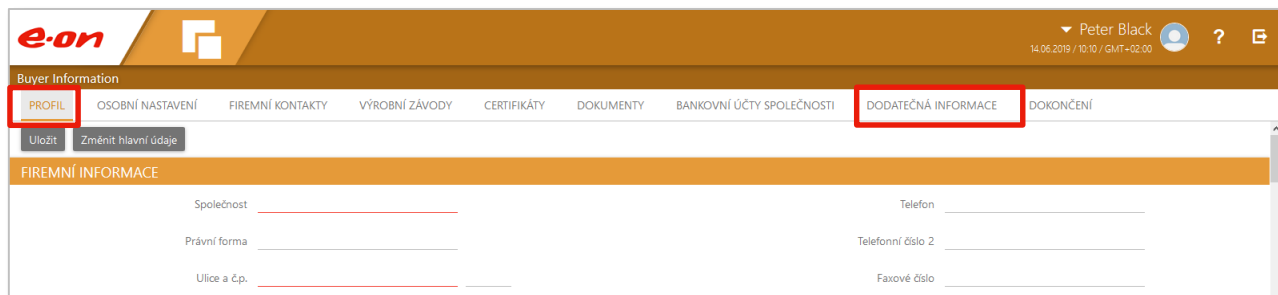 e·on
Peter Black
?
14.06.2019 / 10:10 / GMT+02:00
Buyer Information
PROFIL OSOBNÍ NASTAVENÍ FIREMNÍ KONTAKTY VÝROBNÍ ZÁVODY CERTIFIKÁTY DOKUMENTY BANKOVNÍ ÚČTY SPOLEČNOSTI DODATEČNÁ INFORMACE DOKONČENÍ
Uložit Změnit hlavní údaje
FIREMNÍ INFORMACE
Společnost Telefon
Právní forma Telefonní číslo 2
Ulice a č.p. Faxové číslo